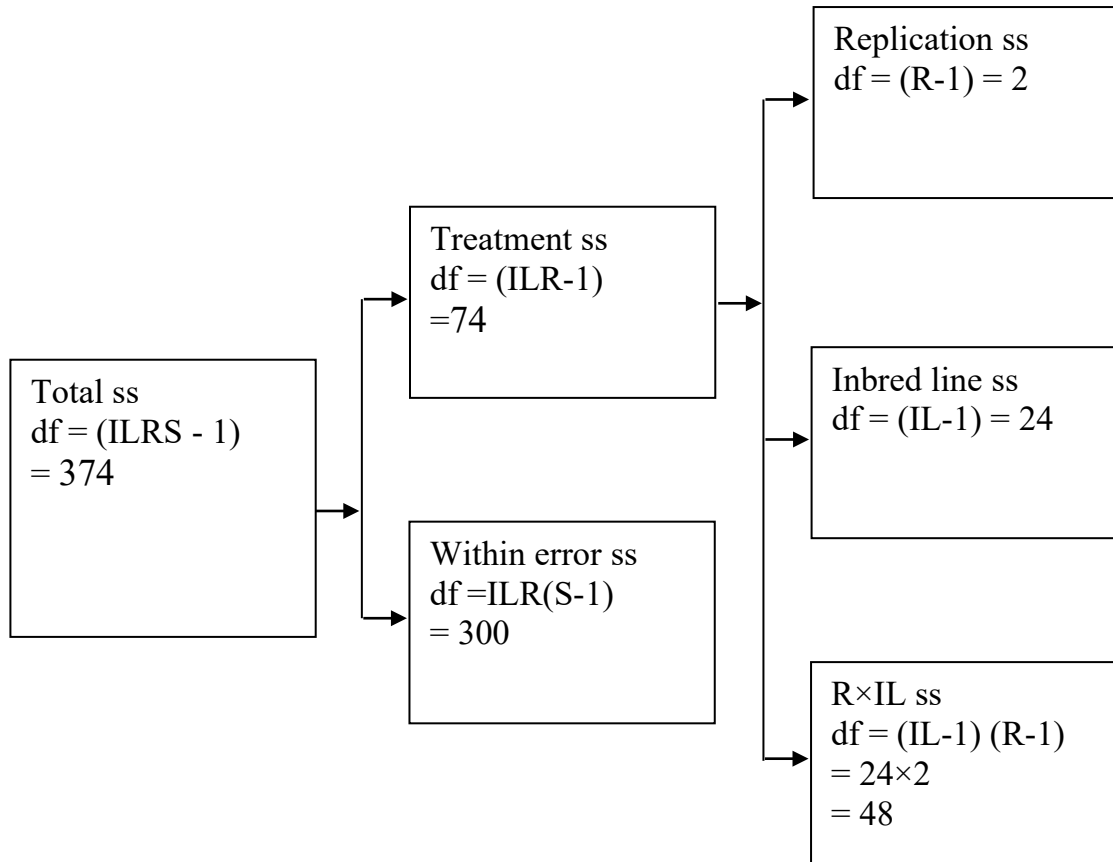 Total ss
df = (ILRS - 1)
= 374
Treatment ss
df = (ILR-1)
=74
Within error ss
df =ILR(S-1)
= 300
Replication ss
df = (R-1) = 2
Inbred line ss
df = (IL-1) = 24
R×IL ss
df = (IL-1) (R-1)
= 24×2
= 48